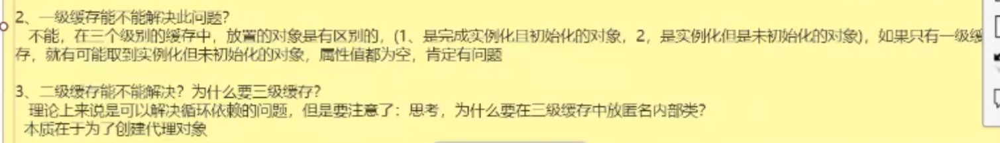 2、一级缓存能不能解决此问题?
不能，在三个级别的缓存中，放置的对象是有区别的，(1、是完成实例化且初始化的对象，2，是实例化但是未初始化的对象)，如果只有一级缓
存，就有可能取到实例化但未初始化的对象，属性值都为空，肯定有问题
3、二级缓存能不能解决？为什么要三级缓存？
理论上来说是可以解决循环依赖的问题，但是要注意了：思考，为什么要在三级缓存中放匿名内部类？
本质在于为了创建代理对象